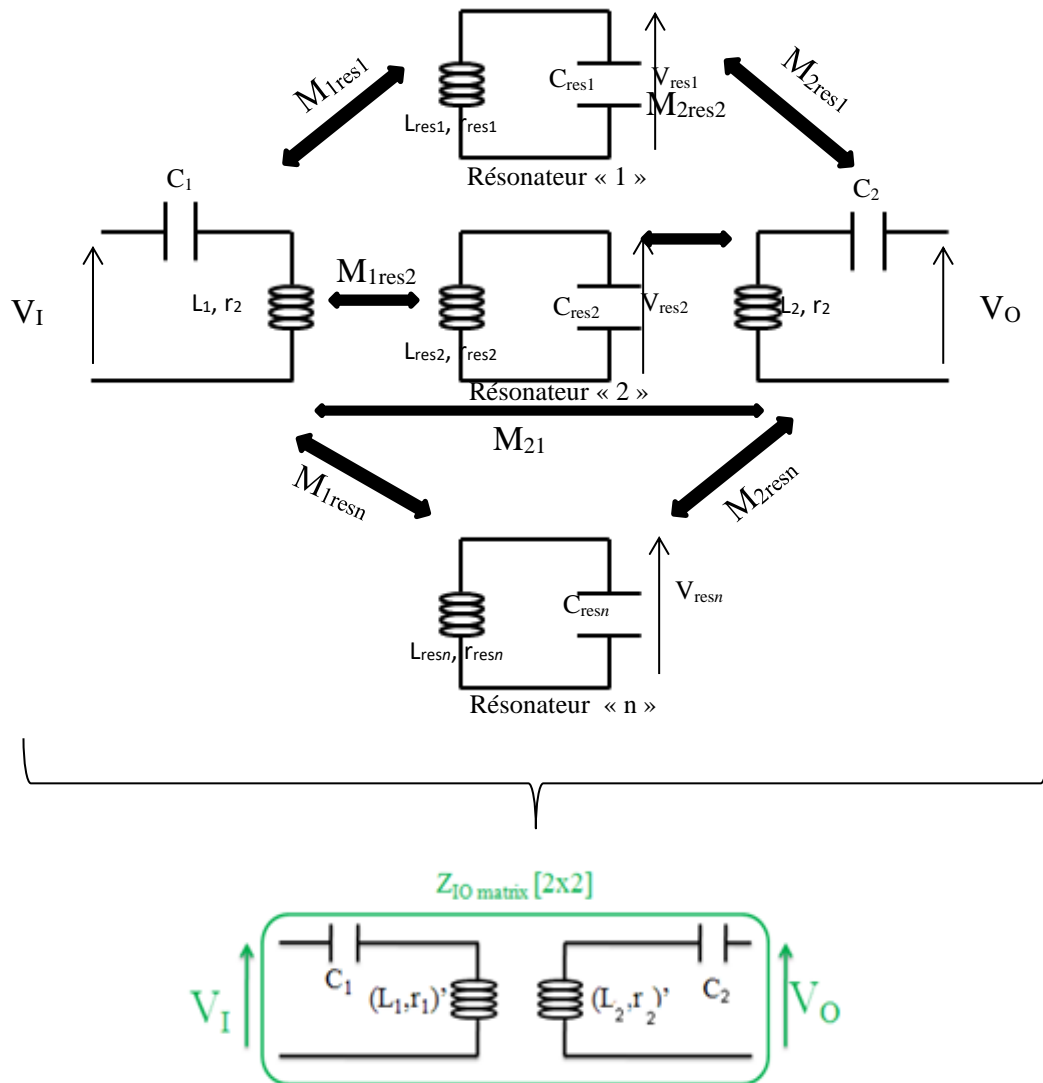 M1res1
Cres1
Vres1
M2res1
M2res2
Lres1, rres1
Résonateur « 1 »
C1
C2
M1res2
VI
L1, r2
Cres2
Vres2
L2, r2
VO
Lres2, rres2
Résonateur « 2 »
M21
M1resn
M2resn
Cresn
Vresn
Lresn, rresn
Résonateur « n »
ZIO matrix [2x2]
VI
C1
(L1,r1)'
(L2,r2)'
C2
VO